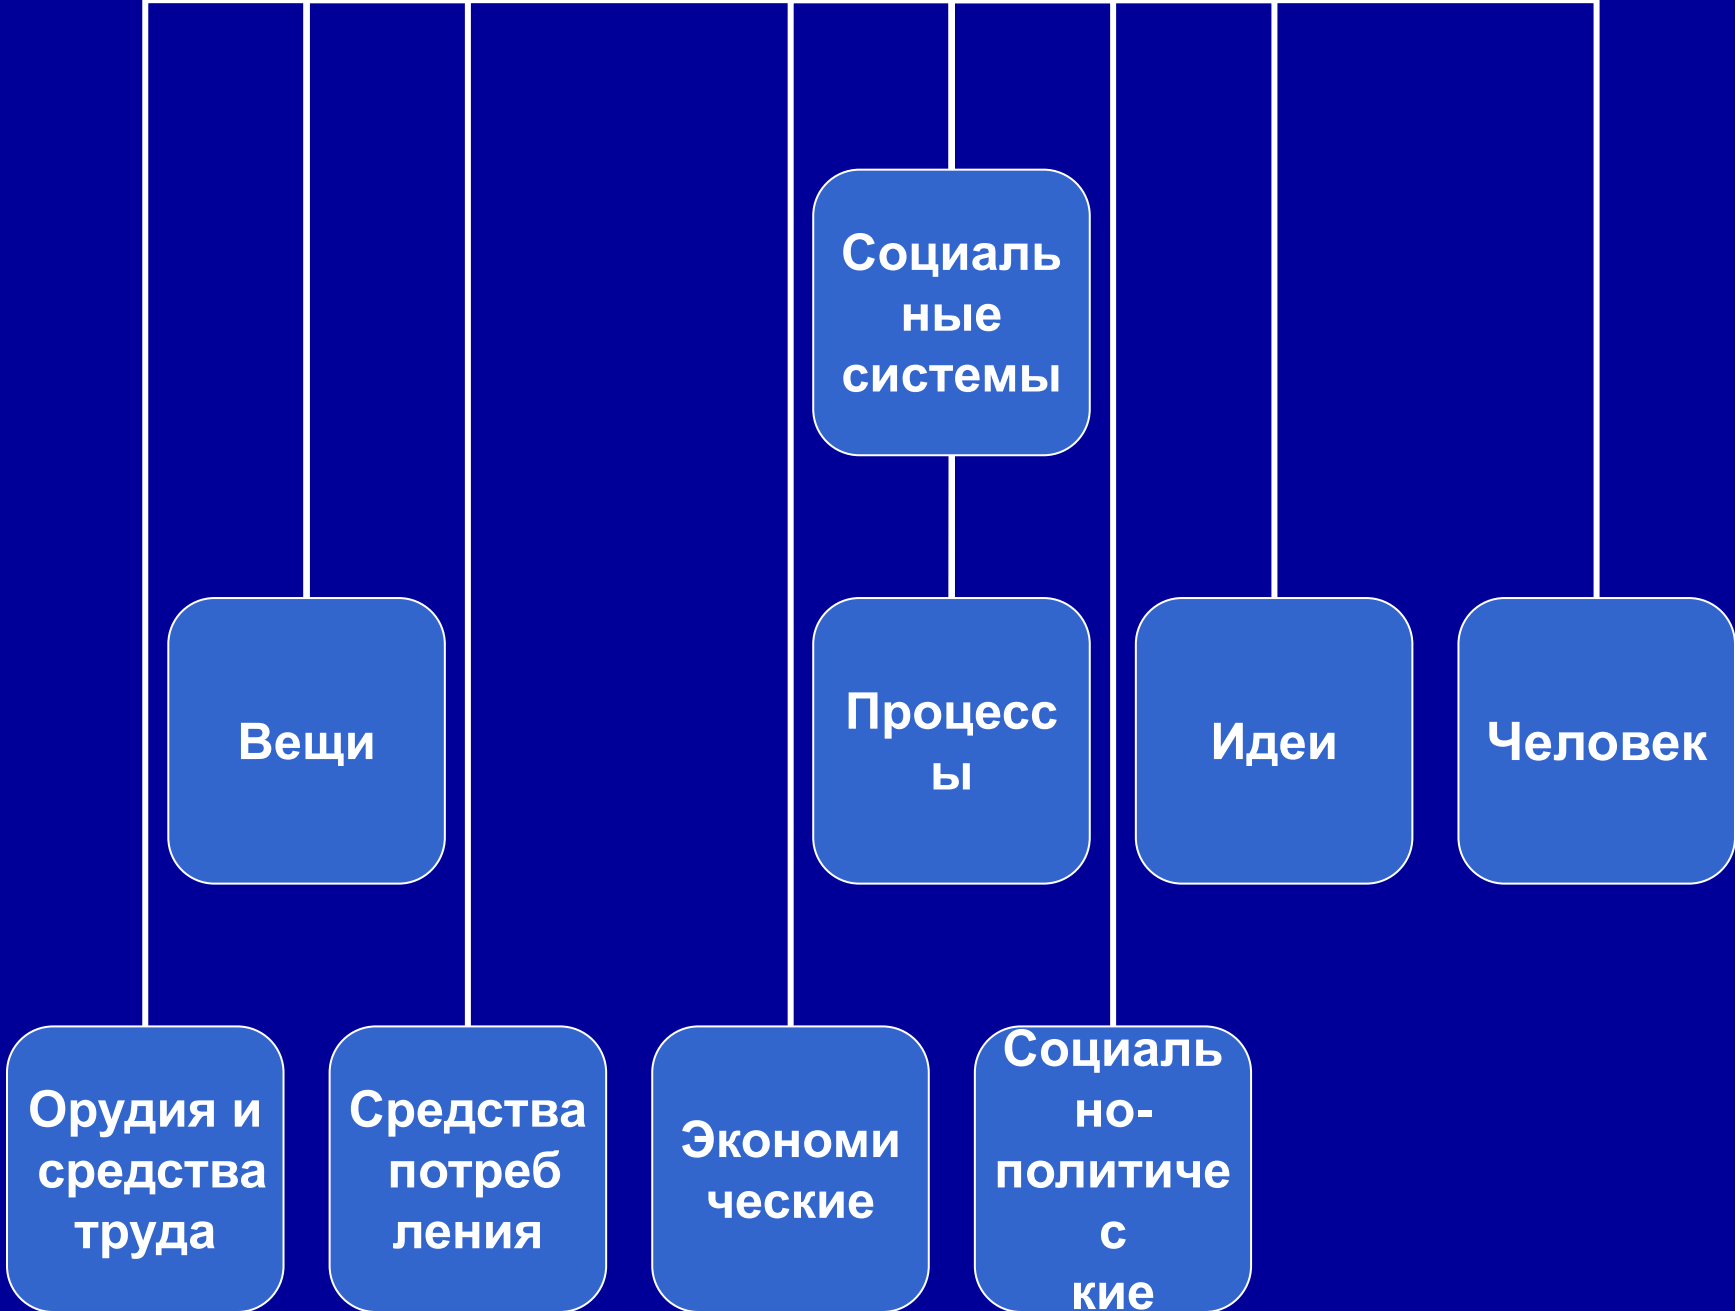 Социаль
ные
системы
Вещи
Процесс
ы
Идеи
Человек
Орудия и
средства
труда
Средства
потреб
ления
Экономи
ческие
Социаль
но-
политиче
с
кие